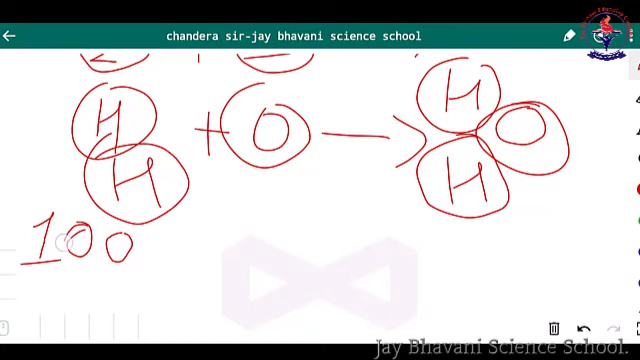 chandera sir-jay bhavani science school
H
H + O → H O
H
100
Jay Bhavani Science School.